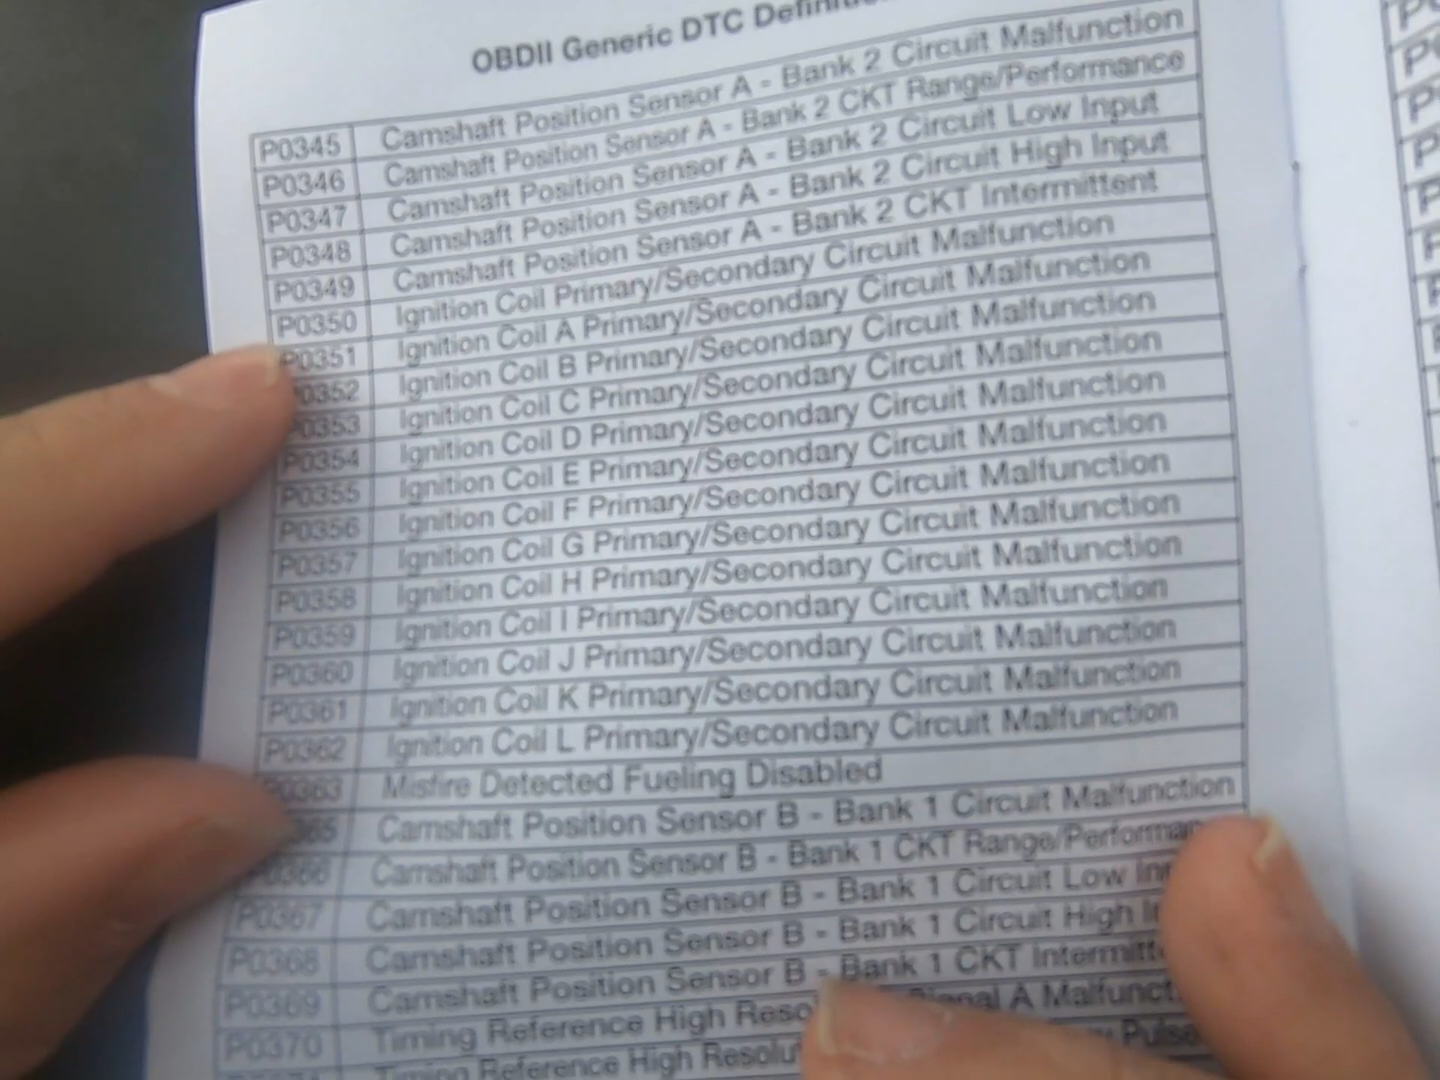 OBDII Generic DTC
P0345 Camshaft Position Sensor A - Bank 2 Circuit Malfunction
P0346 Camshaft Position Sensor A - Bank 2 CKT Range/Performance
P0347 Camshaft Position Sensor A - Bank 2 Circuit Low Input
P0348 Camshaft Position Sensor A - Bank 2 Circuit High Input
P0349 Camshaft Position Sensor A - Bank 2 CKT Intermittent
P0350 Ignition Coil Primary/Secondary Circuit Malfunction
P0351 Ignition Coil A Primary/Secondary Circuit Malfunction
P0352 Ignition Coil B Primary/Secondary Circuit Malfunction
P0353 Ignition Coil C Primary/Secondary Circuit Malfunction
P0354 Ignition Coil D Primary/Secondary Circuit Malfunction
P0355 Ignition Coil E Primary/Secondary Circuit Malfunction
P0356 Ignition Coil F Primary/Secondary Circuit Malfunction
P0357 Ignition Coil G Primary/Secondary Circuit Malfunction
P0358 Ignition Coil H Primary/Secondary Circuit Malfunction
P0359 Ignition Coil I Primary/Secondary Circuit Malfunction
P0360 Ignition Coil J Primary/Secondary Circuit Malfunction
P0361 Ignition Coil K Primary/Secondary Circuit Malfunction
P0362 Ignition Coil L Primary/Secondary Circuit Malfunction
P0363 Misfire Detected Fueling Disabled
Camshaft Position Sensor B - Bank 1 Circuit Malfunction
P0366 Camshaft Position Sensor B - Bank 1 CKT
P0367 Camshaft Position Sensor B - Bank 1 Circuit Low
P0368 Camshaft Position Sensor B - Bank 1 Circuit High
P0369 Camshaft Position Sensor B - Bank 1 CKT
P0370 Timing Reference High A
Timing Reference High